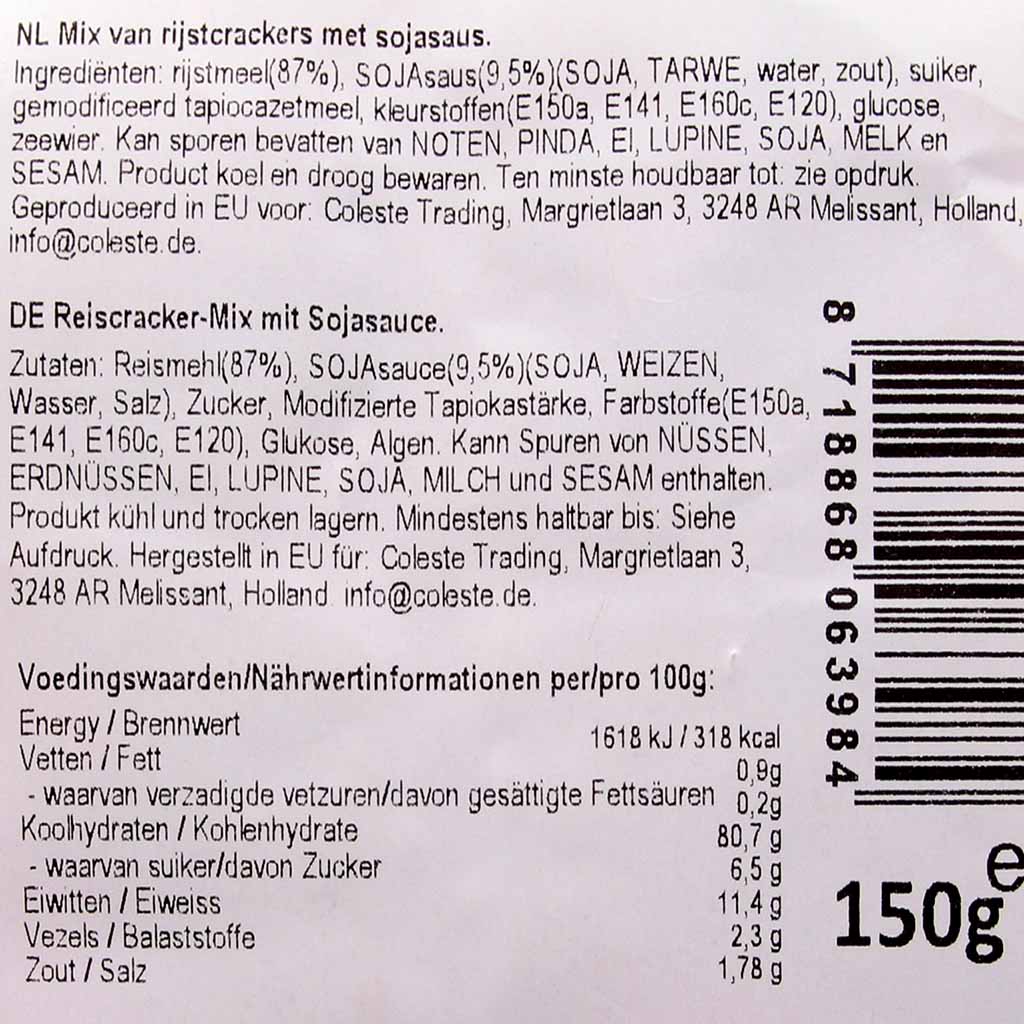 NL Mix van rijstcrackers met sojasaus.
Ingrediënten: rijstmeel(87%), SOJAsaus(9,5%)(SOJA, TARWE, water, zout), suiker,
gemodificeerd tapiocazetmeel, kleurstoffen(E150a, E141, E160c, E120), glucose,
zeewier. Kan sporen bevatten van NOTEN, PINDA, EI, LUPINE, SOJA, MELK en
SESAM. Product koel en droog bewaren. Ten minste houdbaar tot: zie opdruk.
Geproduceerd in EU voor: Coleste Trading, Margrietlaan 3, 3248 AR Melissant, Holland,
info@coleste.de.
DE Reiscracker-Mix mit Sojasauce.
Zutaten: Reismehl(87%), SOJAsauce(9,5%)(SOJA, WEIZEN,
Wasser, Salz), Zucker, Modifizierte Tapiokastärke, Farbstoffe(E150a,
E141, E160c, E120), Glukose, Algen. Kann Spuren von NÜSSEN,
ERDNÜSSEN, EI, LUPINE, SOJA, MILCH und SESAM enthalten.
Produkt kühl und trocken lagern. Mindestens haltbar bis: Siehe
Aufdruck. Hergestellt in EU für: Coleste Trading, Margrietlaan 3,
3248 AR Melissant, Holland. info@coleste.de.
8 718868 063984
Voedingswaarden/Nährwertinformationen per/pro 100g:
Energy / Brennwert 1618 kJ / 318 kcal
Vetten / Fett 0,9g
- waarvan verzadigde vetzuren/davon gesättigte Fettsäuren 0,2g
Koolhydraten / Kohlenhydrate 80,7 g
- waarvan suiker/davon Zucker 6,5 g
Eiwitten / Eiweiss 11,4 g
Vezels / Balaststoffe 2,3 g
Zout / Salz 1,78 g
150g e